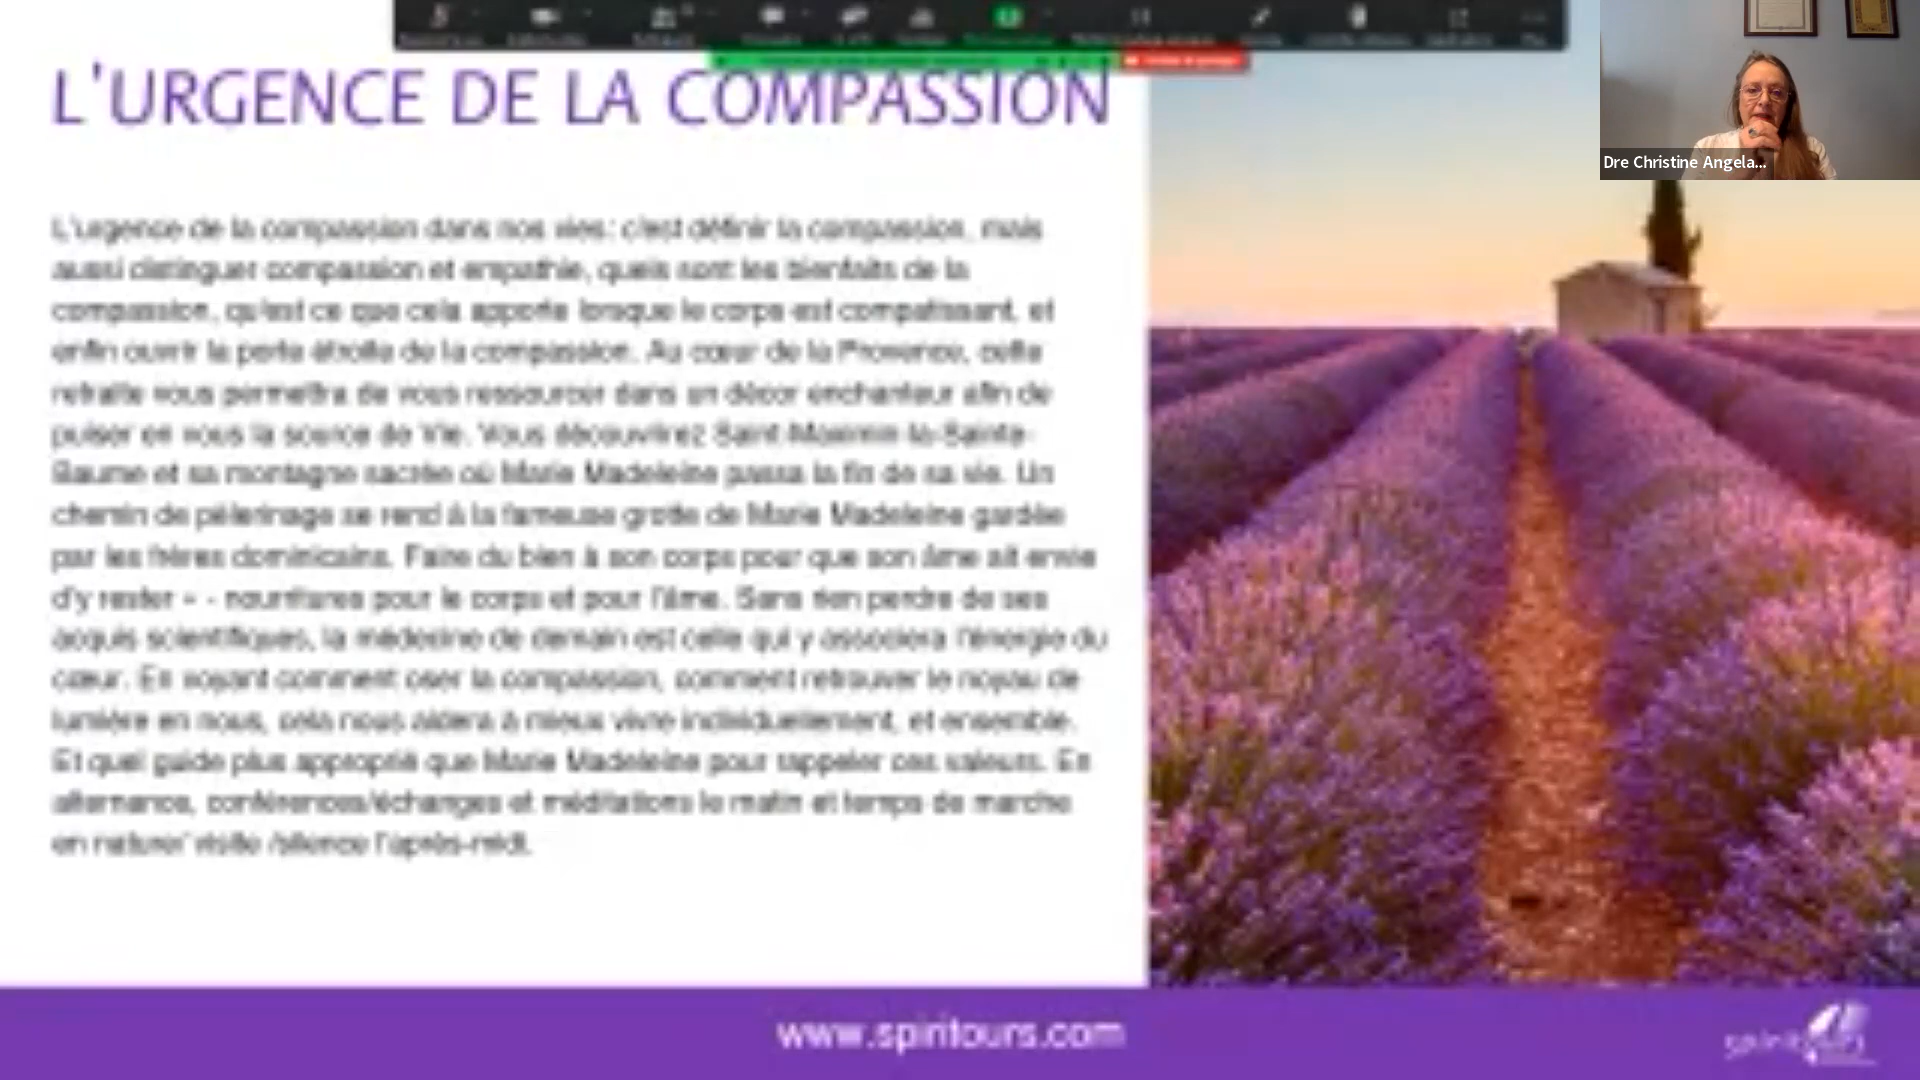 L'URGENCE DE LA COMPASSION
Dre Christine Angela...
L'urgence de la compassion dans nos vies: c'est définir la compassion, mais
aussi distinguer compassion et empathie, quels sont les bienfaits de la
compassion, qu'est ce que cela apporte lorsque le corps est compatissant, et
enfin ouvrir la porte étroite de la compassion. Au cœur de la Provence, cette
retraite vous permettra de vous ressourcer dans un décor enchanteur afin de
puiser en vous la source de Vie. Vous découvrirez Saint-Maximin-la-Sainte-
Baume et sa montagne sacrée où Marie Madeleine passa la fin de sa vie. Un
chemin de pèlerinage se rend à la fameuse grotte de Marie Madeleine gardée
par les frères dominicains. Faire du bien à son corps pour que son âme ait envie
d'y rester » - nourritures pour le corps et pour l'âme. Sans rien perdre de ses
acquis scientifiques, la médecine de demain est celle qui y associera l'énergie du
cœur. En voyant comment oser la compassion, comment retrouver le noyau de
lumière en nous, cela nous aidera à mieux vivre individuellement, et ensemble.
Et quel guide plus approprié que Marie Madeleine pour rappeler ces valeurs. En
alternance, conférences/échanges et méditations le matin et temps de marche
en nature/ visite /silence l'après-midi.
www.spiritours.com
spiritours